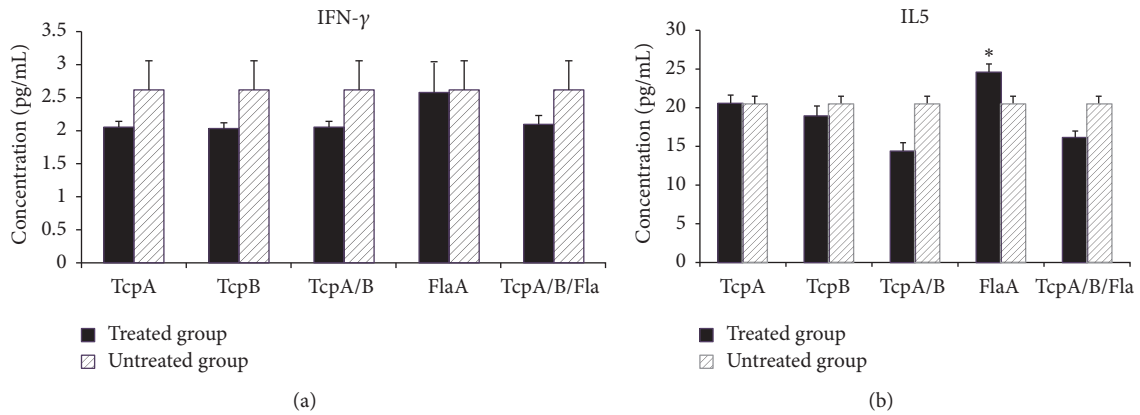 IFN-γ
Concentration (pg/mL)
3.5
3
2.5
2
1.5
1
0.5
0
TcpA TcpB TcpA/B FlaA TcpA/B/Fla
Treated group
Untreated group
(a)
IL5
Concentration (pg/mL)
30
25
20
15
10
5
0
*
TcpA TcpB TcpA/B FlaA TcpA/B/Fla
Treated group
Untreated group
(b)